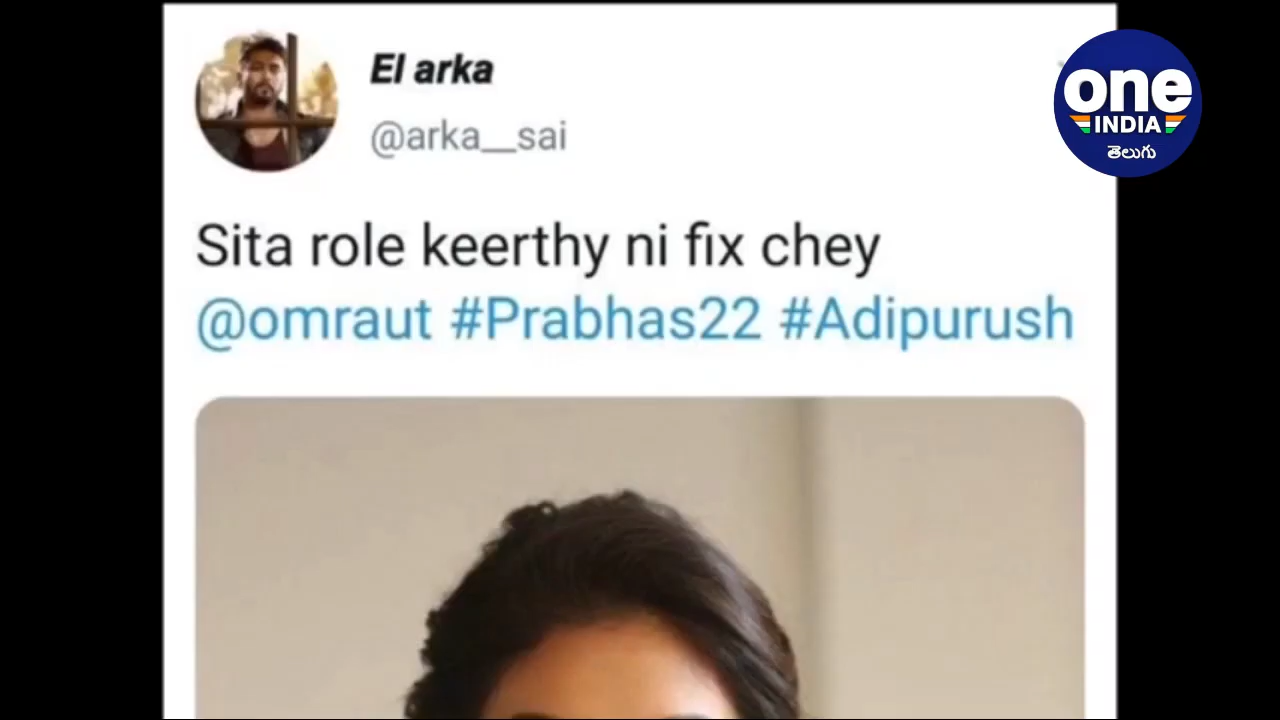 El arka
@arka__sai
one
INDIA
తెలుగు
Sita role keerthy ni fix chey
@omraut #Prabhas22 #Adipurush